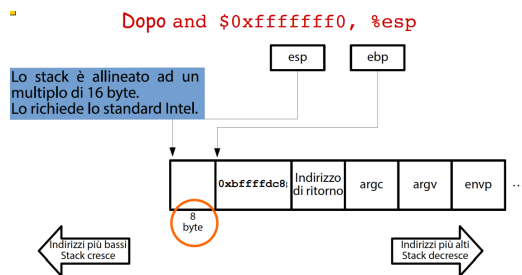 Dopo and $0xfffffff0, %esp
esp
ebp
Lo stack è allineato ad un
multiplo di 16 byte.
Lo richiede lo standard Intel.
0xbffffdc8;
Indirizzo
di ritorno
argc
argv
envp
..
8
byte
Indirizzi più bassi
Stack cresce
Indirizzi più alti
Stack decresce